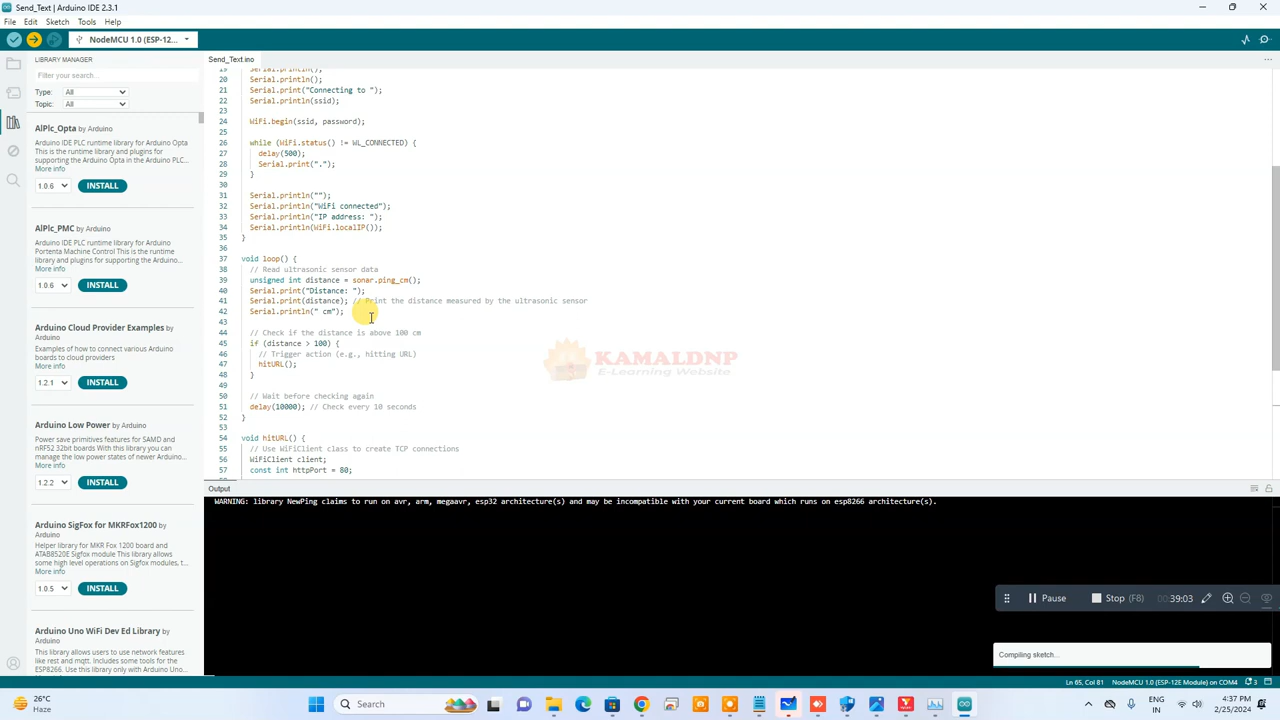 Send_Text | Arduino IDE 2.3.1
File Edit Sketch Tools Help
NodeMCU 1.0 (ESP-12E...
LIBRARY MANAGER
Filter your search...
Type: All
Topic: All
AlPlc_Opta by Arduino
Arduino IDE PLC runtime library for Arduino Opta
This is the runtime library and plugins for supporting the Arduino Opta in the Arduino PLC...
More info
1.0.6 INSTALL
AlPlc_PMC by Arduino
Arduino IDE PLC runtime library for Arduino
Portenta Machine Control This is the runtime
library and plugins for supporting the Arduino...
More info
1.0.6 INSTALL
Arduino Cloud Provider Examples by
Arduino
Examples of how to connect various Arduino
boards to cloud providers
More info
1.2.1 INSTALL
Arduino Low Power by Arduino
Power save primitives features for SAMD and
nRF52 32bit boards With this library you can
manage the low power states of newer Arduino...
More info
1.2.2 INSTALL
Arduino SigFox for MKRFox1200 by
Arduino
Helper library for MKR Fox 1200 board and
ATAB8520E Sigfox module This library allows
some high level operations on Sigfox modules, t...
More info
1.0.5 INSTALL
Arduino Uno WiFi Dev Ed Library by
Arduino
This library allows users to use network features
like rest and mqtt. Includes some tools for the
ESP8266. Use this library only with Arduino Uno...
Send_Text.ino
19 Serial.println();
20 Serial.println();
21 Serial.print("Connecting to ");
22 Serial.println(ssid);
23
24 WiFi.begin(ssid, password);
25
26 while (WiFi.status() != WL_CONNECTED) {
27 delay(500);
28 Serial.print(".");
29 }
30
31 Serial.println("");
32 Serial.println("WiFi connected");
33 Serial.println("IP address: ");
34 Serial.println(WiFi.localIP());
35 }
36
37 void loop() {
38 // Read ultrasonic sensor data
39 unsigned int distance = sonar.ping_cm();
40 Serial.print("Distance: ");
41 Serial.print(distance); // Print the distance measured by the ultrasonic sensor
42 Serial.println(" cm");
43
44 // Check if the distance is above 100 cm
45 if (distance > 100) {
46 // Trigger action (e.g., hitting URL)
47 hitURL();
48 }
49
50 // Wait before checking again
51 delay(10000); // Check every 10 seconds
52 }
53
54 void hitURL() {
55 // Use WiFiClient class to create TCP connections
56 WiFiClient client;
57 const int httpPort = 80;
KAMALDNP
E-Learning Website
Output
WARNING: library NewPing claims to run on avr, arm, megaavr, esp32 architecture(s) and may be incompatible with your current board which runs on esp8266 architecture(s).
Pause Stop (F8) 00:39:03
Compiling sketch...
Ln 65, Col 81 NodeMCU 1.0 (ESP-12E Module) on COM4 3
26°C
Haze
Search
ENG
IN
4:37 PM
2/25/2024